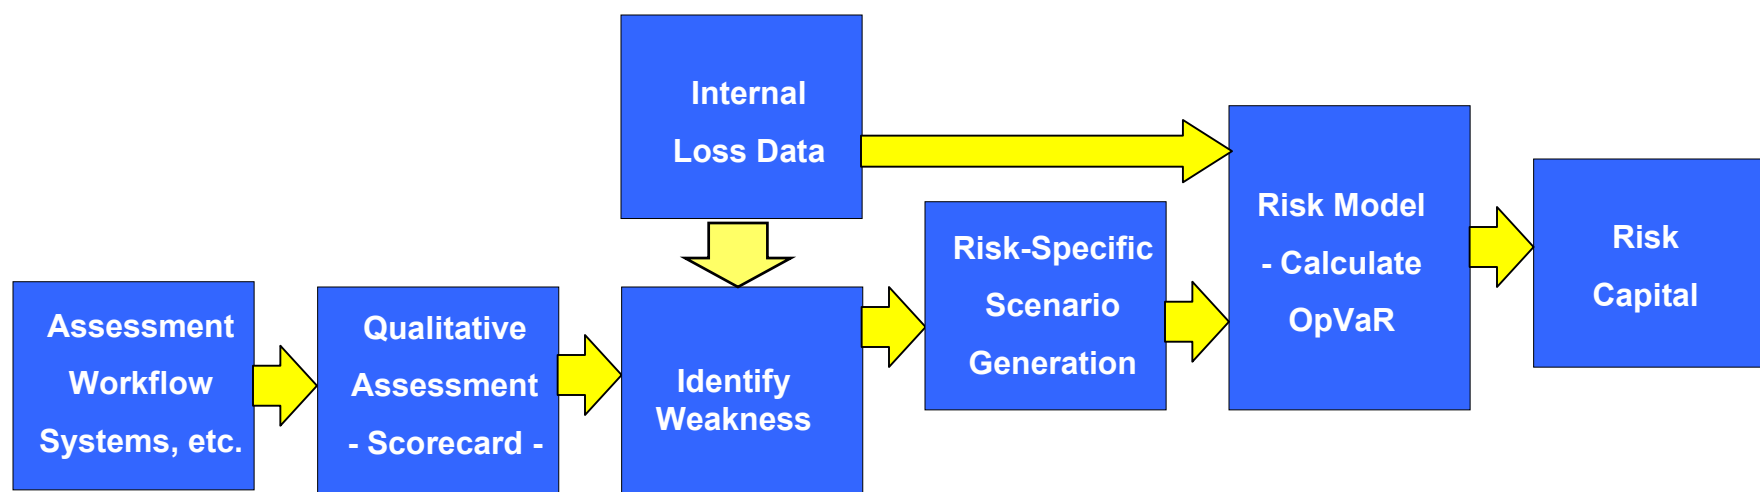 Internal
Loss Data
Assessment
Workflow
Systems, etc.
Qualitative
Assessment
- Scorecard -
Identify
Weakness
Risk-Specific
Scenario
Generation
Risk Model
- Calculate
OpVaR
Risk
Capital